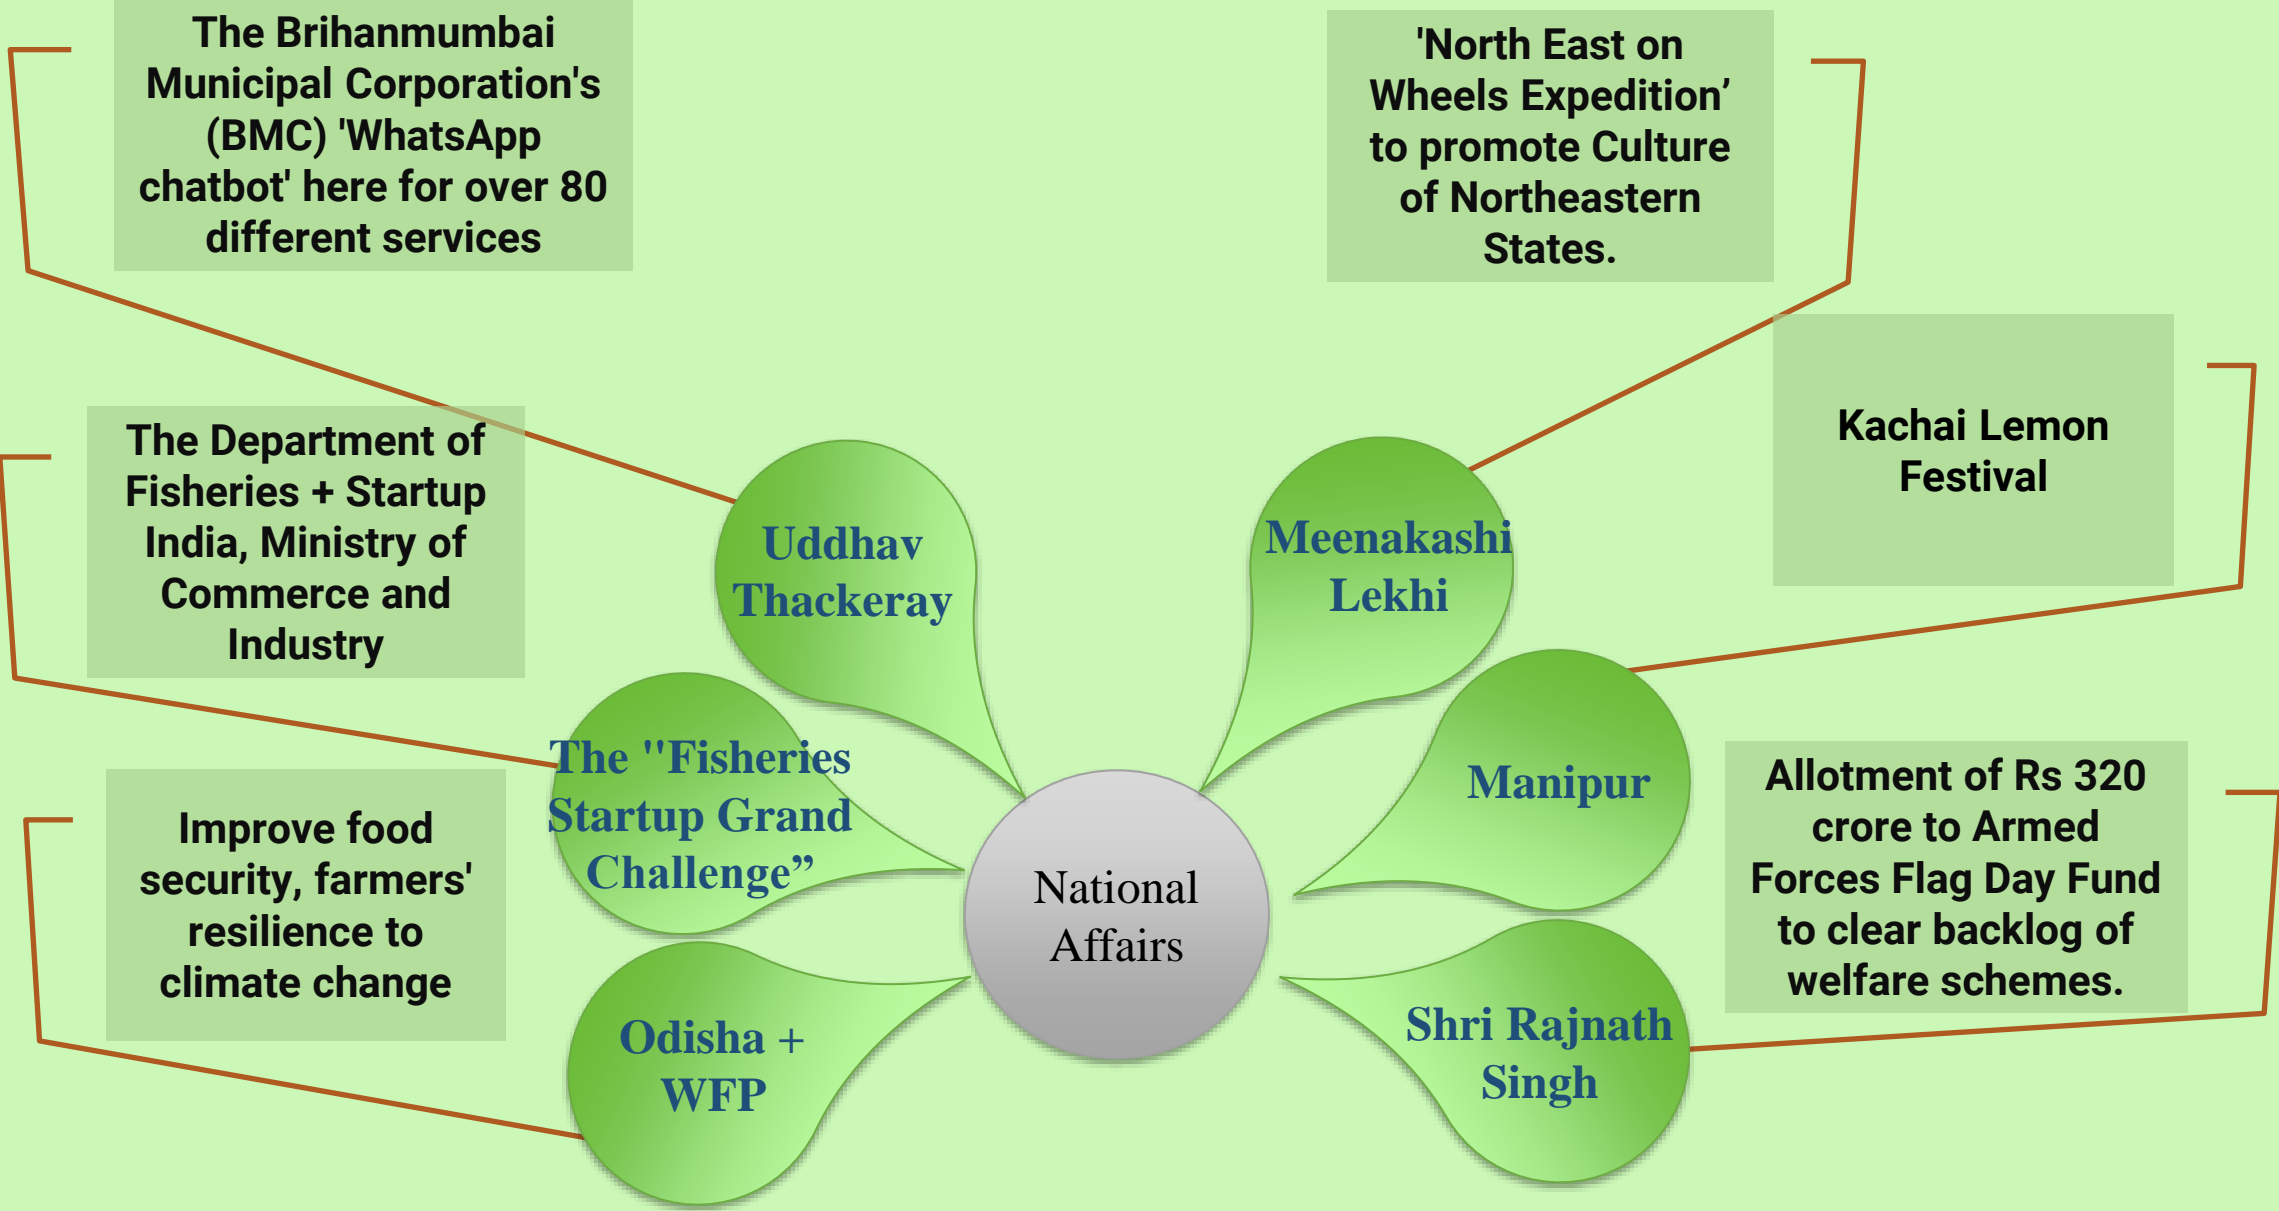 The Brihanmumbai
Municipal Corporation's
(BMC) 'WhatsApp
chatbot' here for over 80
different services
'North East on
Wheels Expedition’
to promote Culture
of Northeastern
States.
The Department of
Fisheries + Startup
India, Ministry of
Commerce and
Industry
Kachai Lemon
Festival
Uddhav
Thackeray
Meenakashi
Lekhi
The "Fisheries
Startup Grand
Challenge”
Manipur
Improve food
security, farmers'
resilience to
climate change
Allotment of Rs 320
crore to Armed
Forces Flag Day Fund
to clear backlog of
welfare schemes.
National
Affairs
Odisha +
WFP
Shri Rajnath
Singh